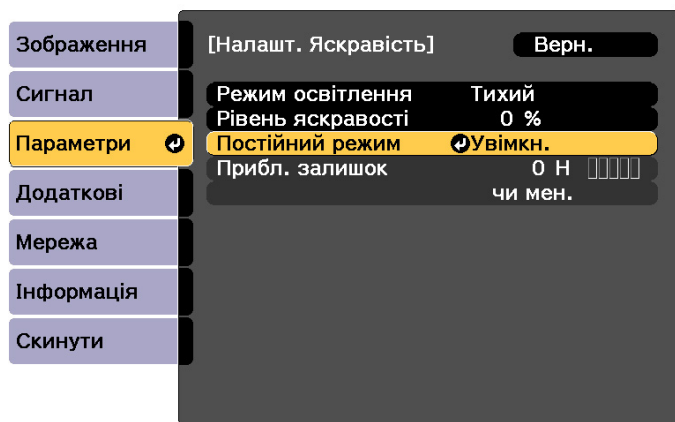 Зображення
Сигнал
Параметри
Додаткові
Мережа
Інформація
Скинути
[Налашт. Яскравість] Верн.
Режим освітлення Тихий
Рівень яскравості 0 %
Постійний режим Увімкн.
Прибл. залишок 0 H
чи мен.